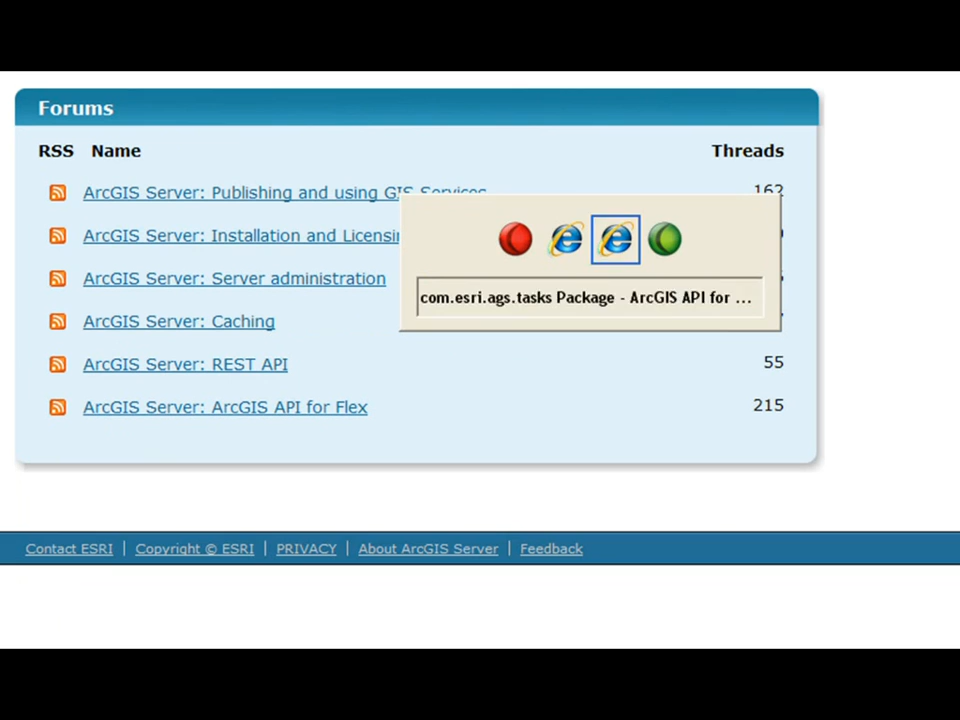 Forums
RSS Name Threads
ArcGIS Server: Publishing and using GIS Services 162
ArcGIS Server: Installation and
ArcGIS Server: Server administration
com.esri.ags.tasks Package - ArcGIS API for ...
ArcGIS Server: Caching
ArcGIS Server: REST API 55
ArcGIS Server: ArcGIS API for Flex 215
Contact ESRI | Copyright © ESRI | PRIVACY | About ArcGIS Server | Feedback